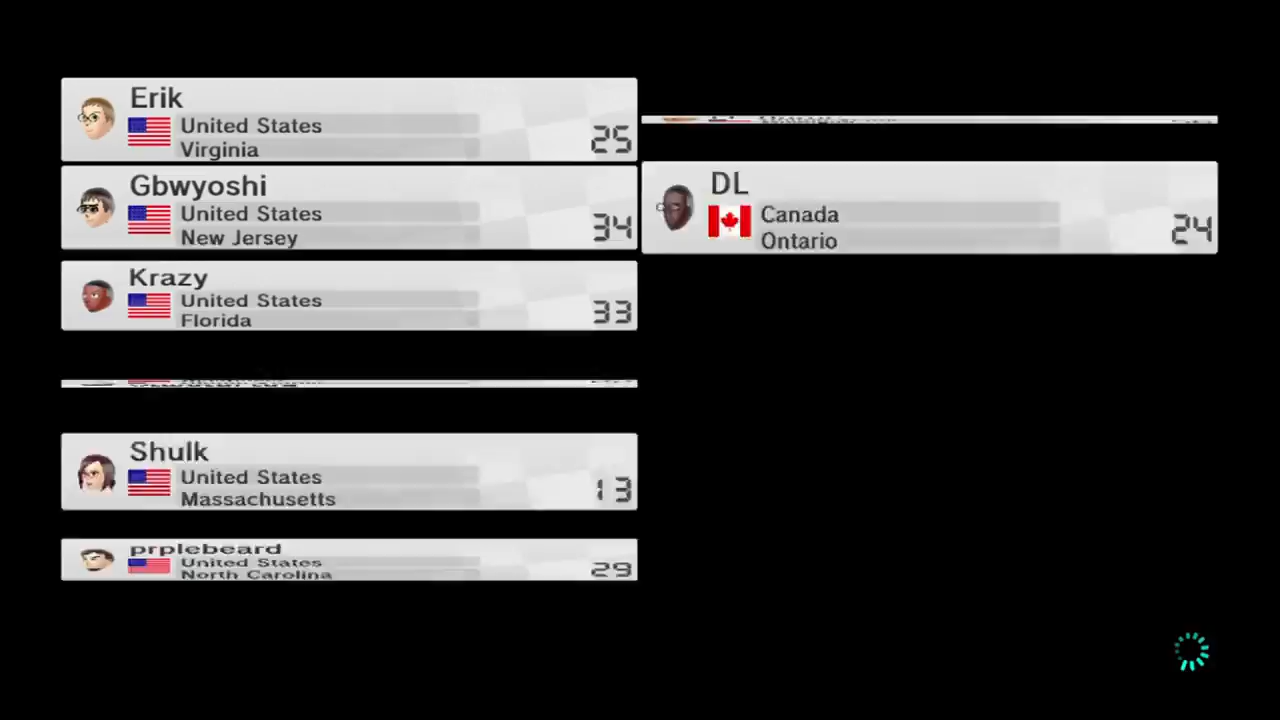 Erik
United States
Virginia
25
Gbwyoshi
United States
New Jersey
34
Krazy
United States
Florida
33
Shulk
United States
Massachusetts
13
prplebeard
United States
North Carolina
29
DL
Canada
Ontario
24